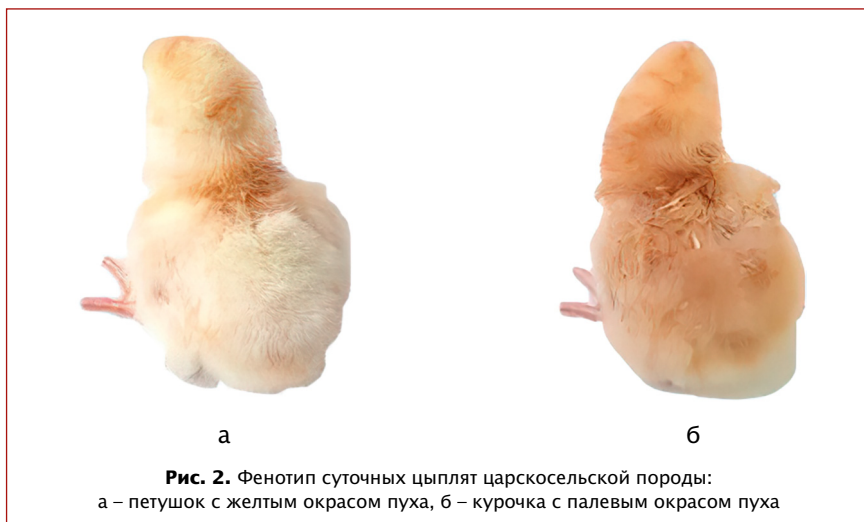 а
б
Рис. 2. Фенотип суточных цыплят царскосельской породы:
а – петушок с желтым окрасом пуха, б – курочка с палевым окрасом пуха